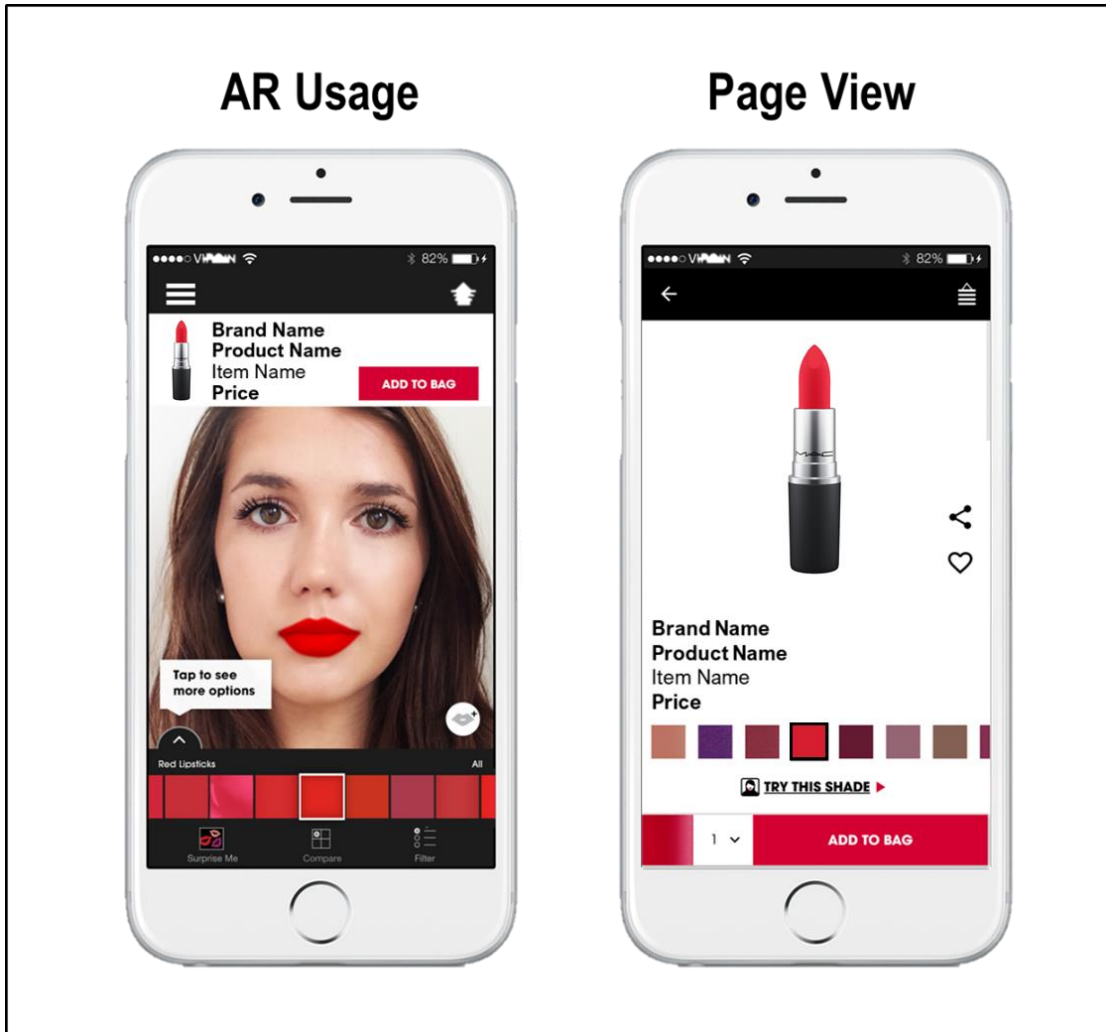 AR Usage
Page View
82%
Brand Name
Product Name
Item Name
Price
ADD TO BAG
Tap to see
more options
Red Lipsticks
All
Surprise Me
Compare
Filter
82%
MAC
Brand Name
Product Name
Item Name
Price
TRY THIS SHADE
1
ADD TO BAG